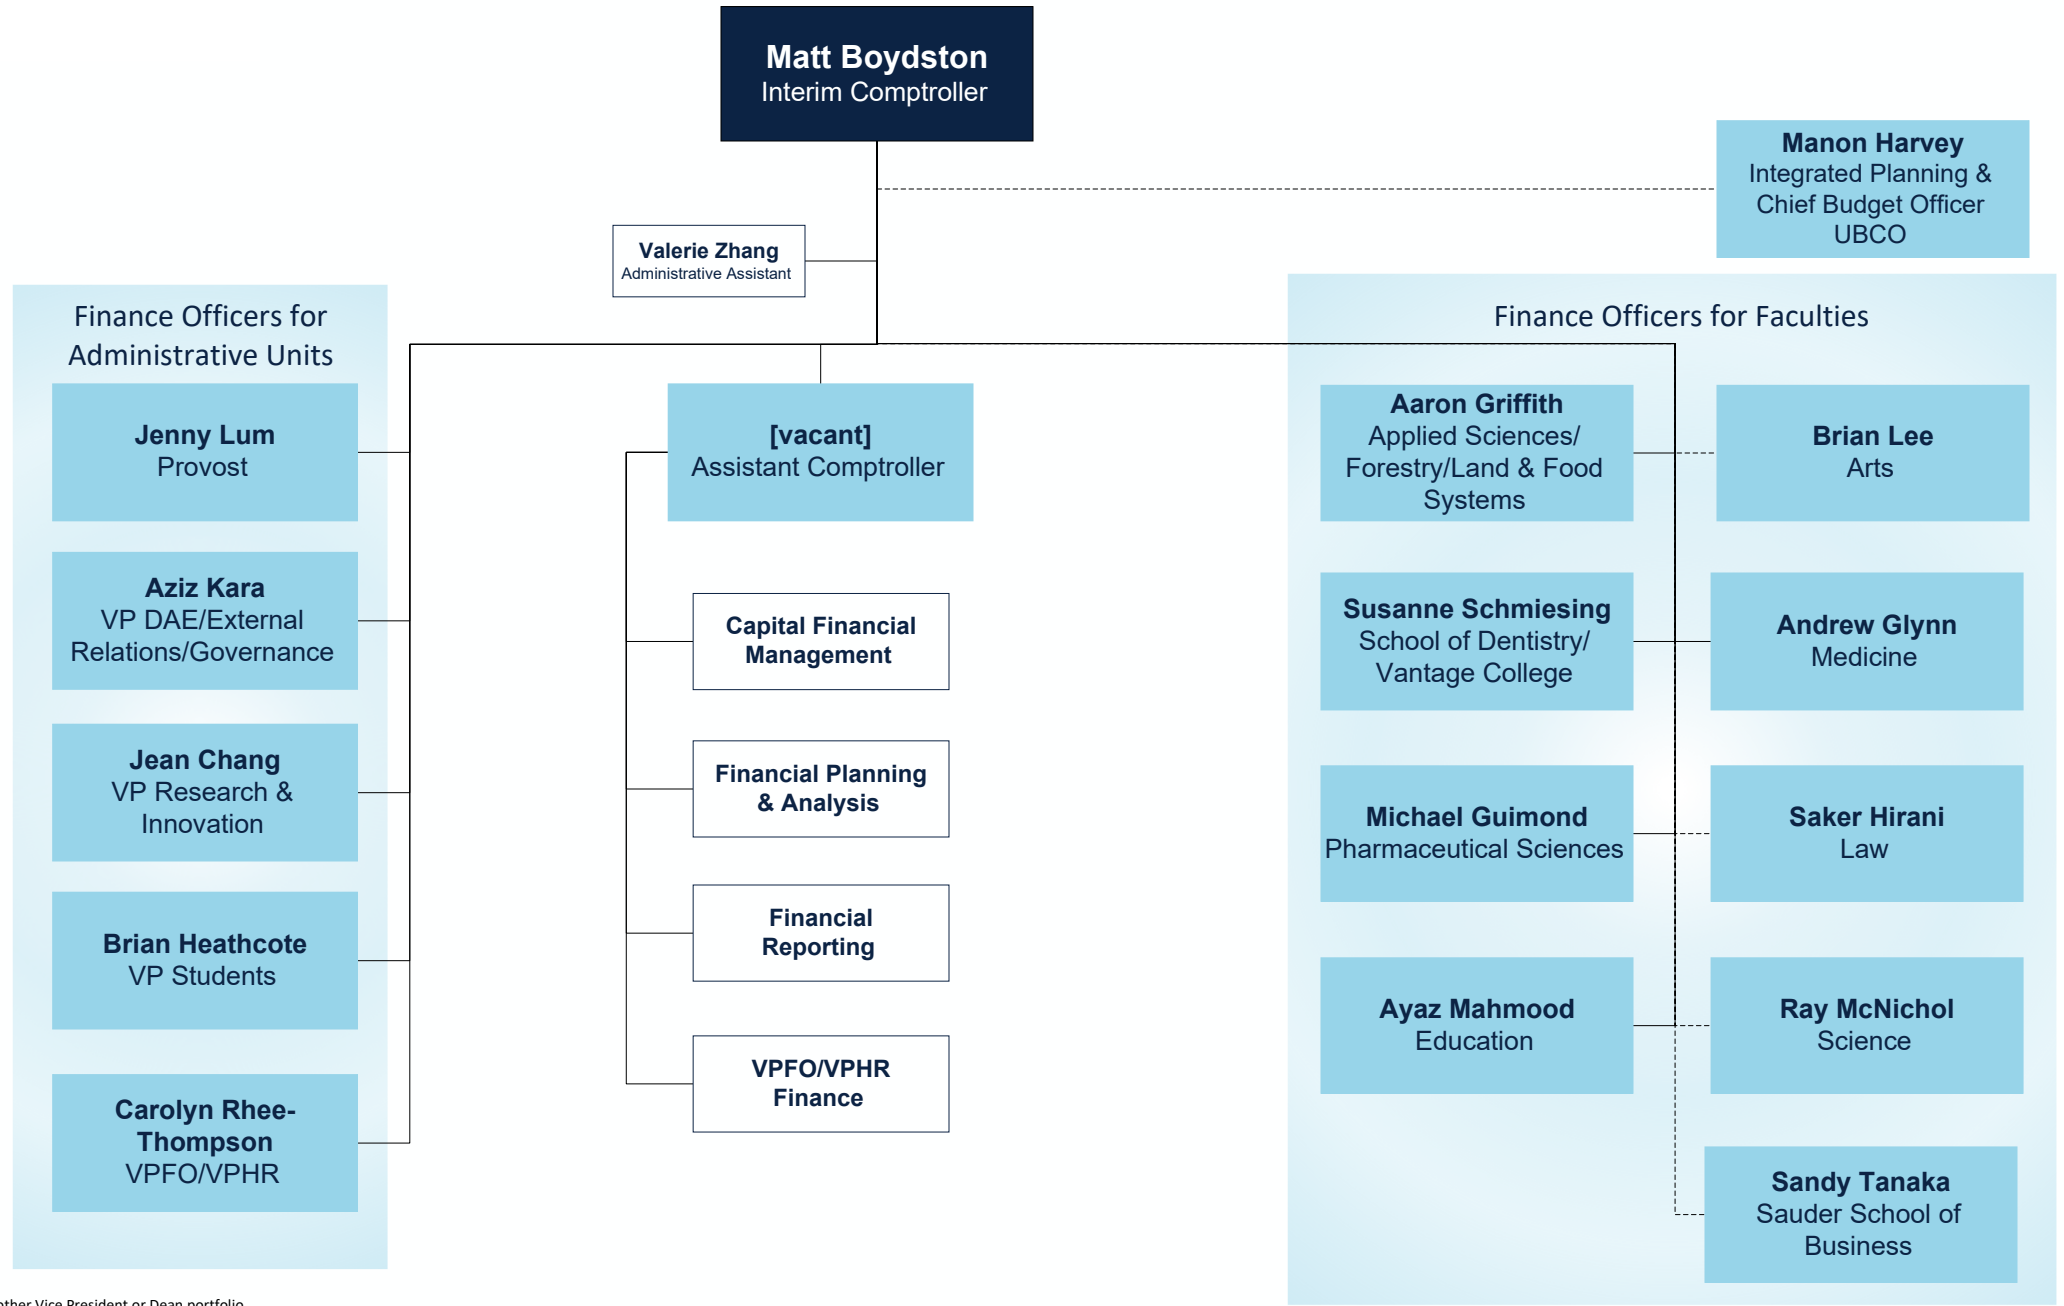 Matt Boydston
Interim Comptroller
Manon Harvey
Integrated Planning &
Chief Budget Officer
UBCO
Valerie Zhang
Administrative Assistant
Finance Officers for
Administrative Units
Jenny Lum
Provost
Aziz Kara
VP DAE/External
Relations/Governance
Jean Chang
VP Research &
Innovation
Brian Heathcote
VP Students
Carolyn Rhee-
Thompson
VPFO/VPHR
[vacant]
Assistant Comptroller
Capital Financial
Management
Financial Planning
& Analysis
Financial
Reporting
VPFO/VPHR
Finance
Finance Officers for Faculties
Aaron Griffith
Applied Sciences/
Forestry/Land & Food
Systems
Brian Lee
Arts
Susanne Schmiesing
School of Dentistry/
Vantage College
Andrew Glynn
Medicine
Michael Guimond
Pharmaceutical Sciences
Saker Hirani
Law
Ayaz Mahmood
Education
Ray McNichol
Science
Sandy Tanaka
Sauder School of
Business
other Vice President or Dean portfolio